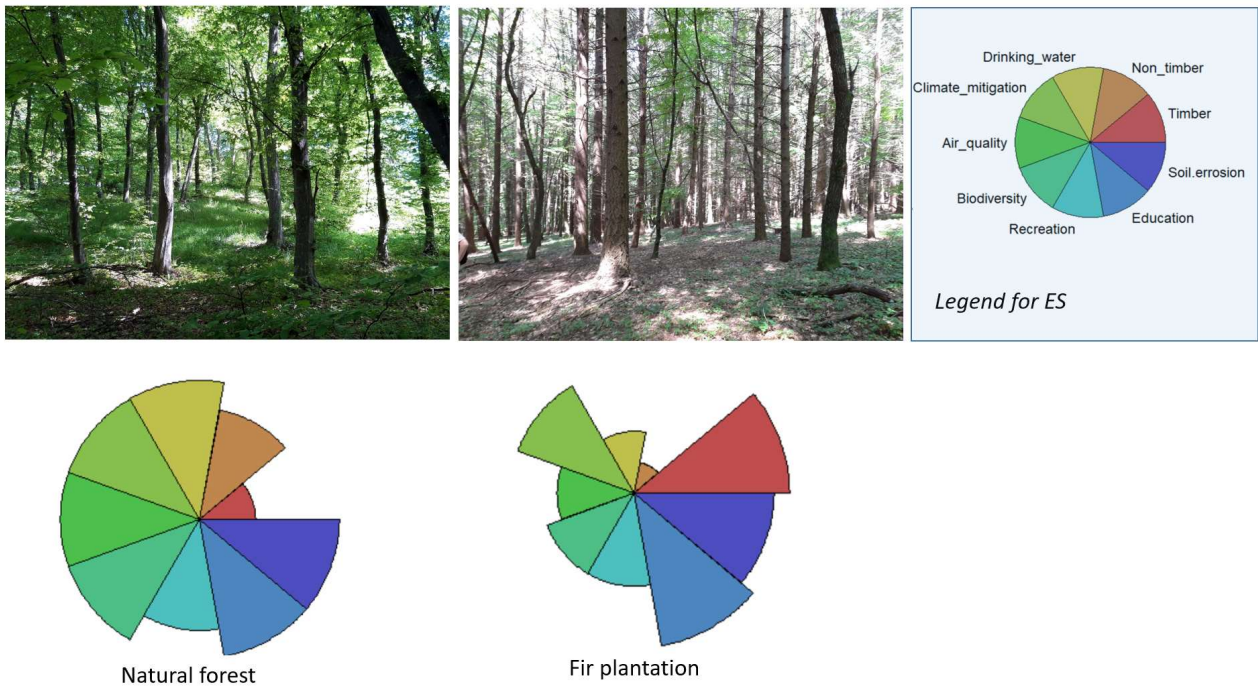 Drinking_water
Non_timber
Climate_mitigation
Timber
Air_quality
Soil.errosion
Biodiversity
Education
Recreation
Legend for ES
Natural forest
Fir plantation